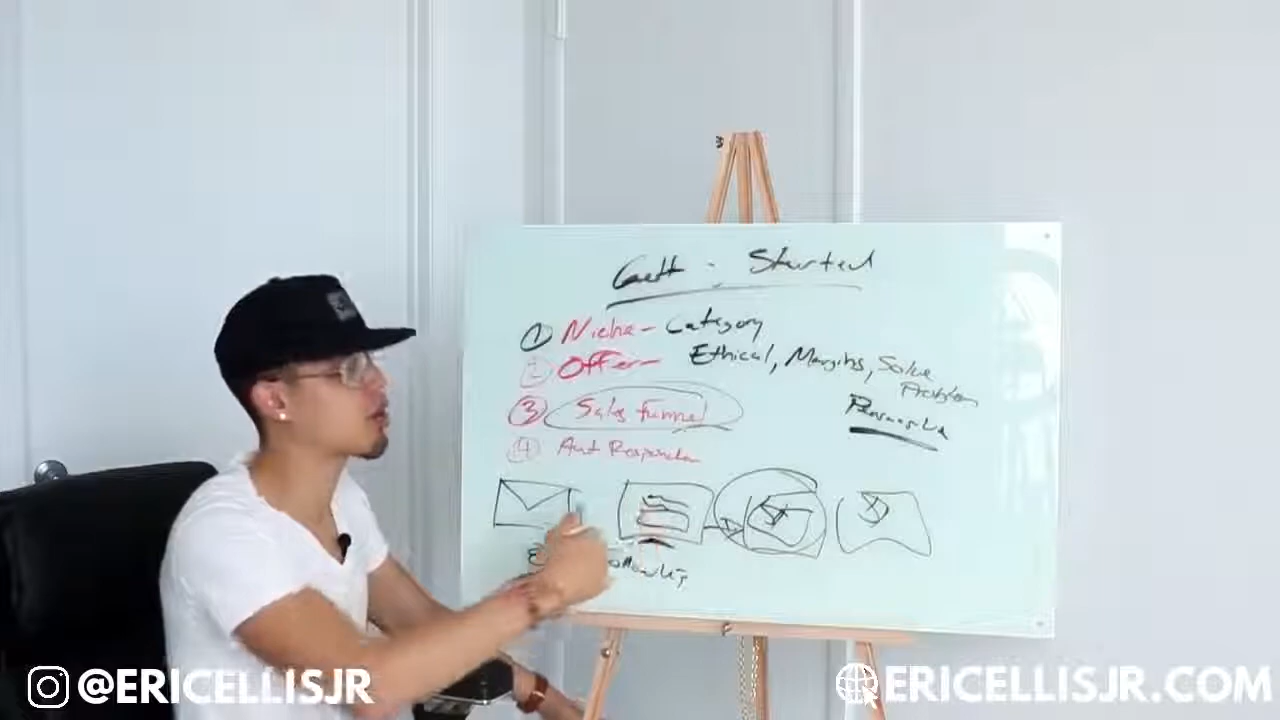 Gett. Started
① Niche - Category
② Offer - Ethical, Margins, Solve
Problem
③ Sales Funnel
④ Aut Responder
@ERICELLISJR
ERICELLISJR.COM